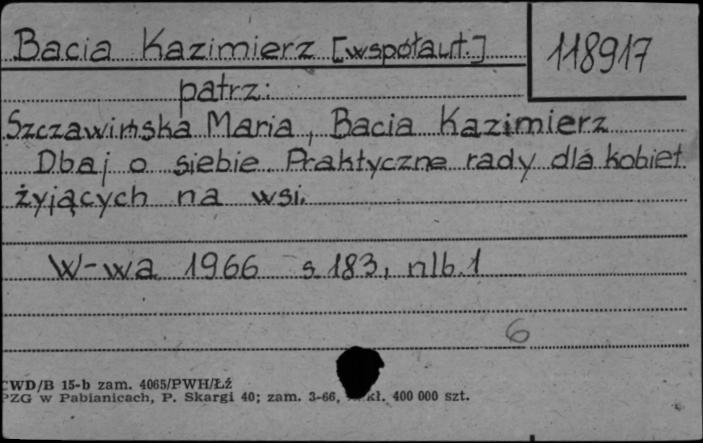 Bacia Kazimierz [współaut.]
118917
patrz:
Szczawińska Maria, Bacia Kazimierz
Dbaj o siebie. Praktyczne rady dla kobiet
żyjących na wsi.
W-wa 1966 s. 183, nlb. 1
6
CWD/B 15-b zam. 4065/PWH/Łź
PZG w Pabianicach, P. Skargi 40; zam. 3-66, kł. 400 000 szt.